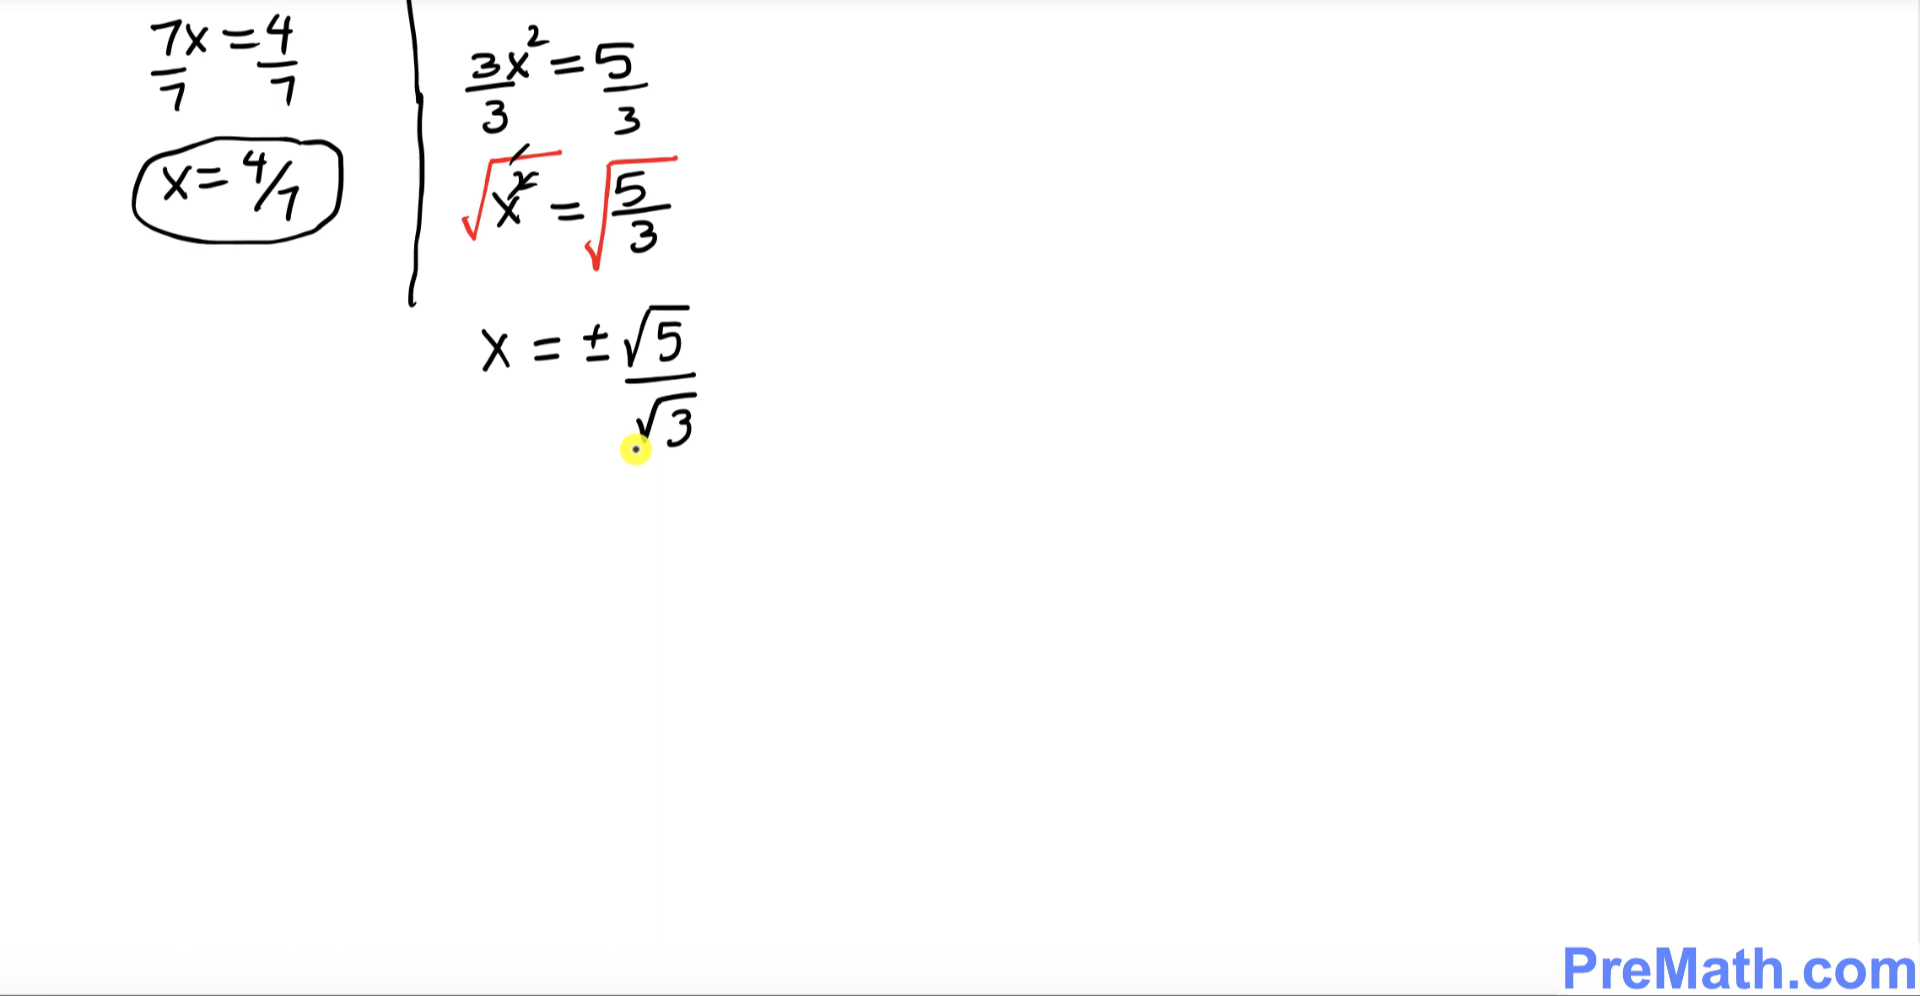 7x = 4
7 7
x = 4/7
3x² = 5
3 3
√x² = √5/3
x = ± √5
√3
PreMath.com